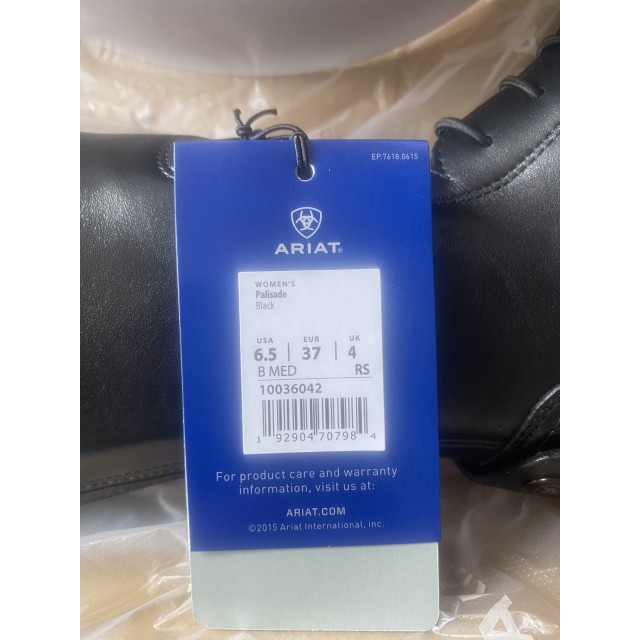 EP.7618.0615
ARIAT®
WOMEN'S
Palisade
Black
USA EUR UK
6.5 | 37 | 4
B MED RS
10036042
1 92904 70798 4
For product care and warranty
information, visit us at:
ARIAT.COM
©2015 Ariat International, inc.